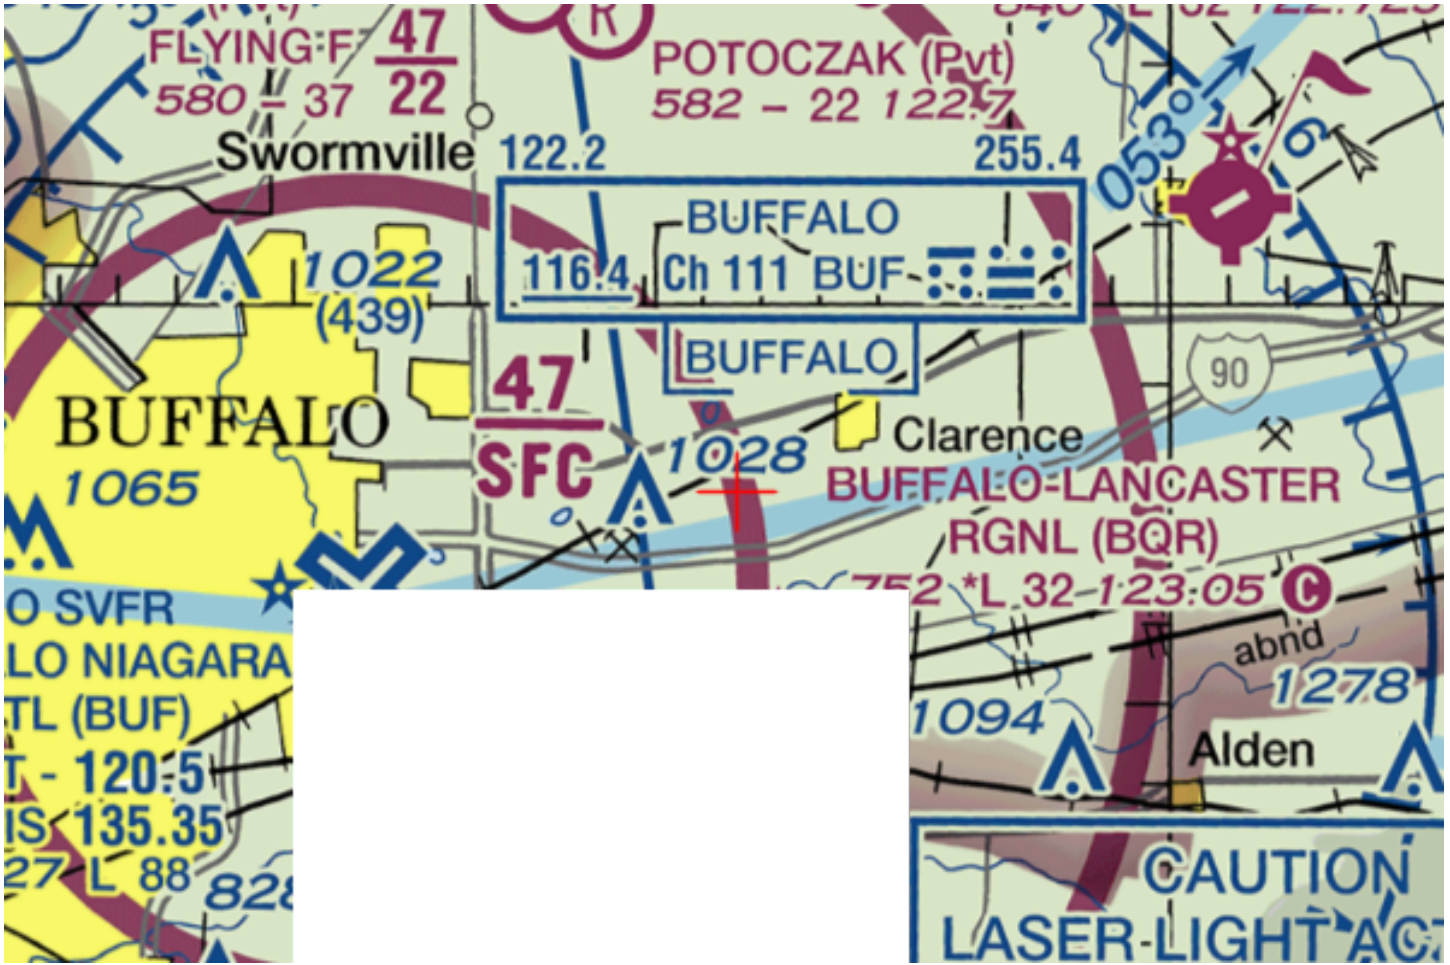 FLYING F
580 - 37
47
22
R
POTOCZAK (Pvt)
582 - 22 122.7
053°
6
Swormville
122.2
255.4
BUFFALO
116.4 Ch 111 BUF
BUFFALO
1022
(439)
BUFFALO
1065
47
SFC
1028
Clarence
90
BUFFALO-LANCASTER
RGNL (BQR)
752 *L 32 123.05 C
O SVFR
LO NIAGARA
TL (BUF)
T - 120.5
IS 135.35
27 L 88
828
abnd
1278
1094
Alden
CAUTION
LASER-LIGHT ACT